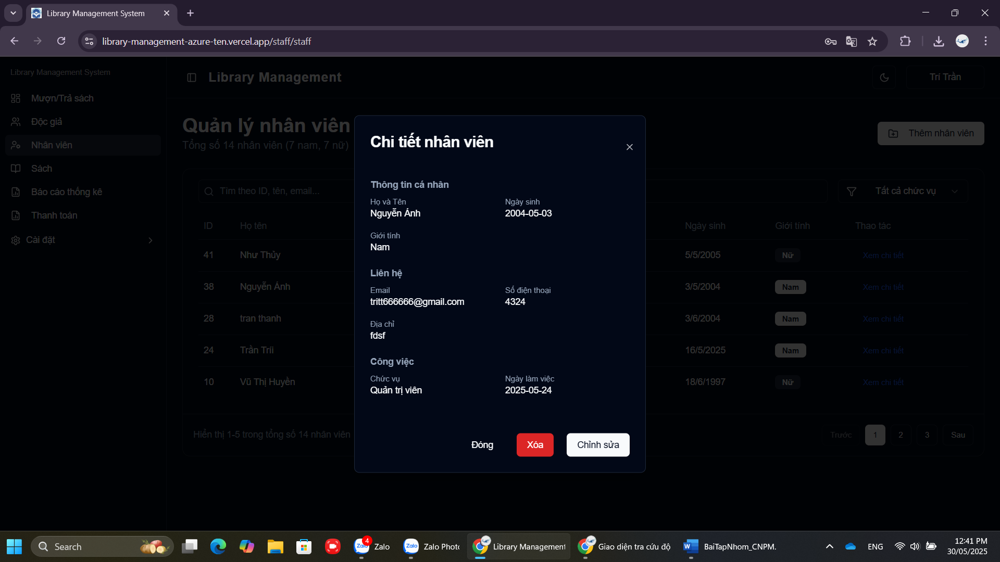 Library Management System
library-management-azure-ten.vercel.app/staff/staff
Library Management System
Mượn/Trả sách
Độc giả
Nhân viên
Sách
Báo cáo thống kê
Thanh toán
Cài đặt
Library Management
Trí Trần
Quản lý nhân viên
Tổng số 14 nhân viên (7 nam, 7 nữ)
Thêm nhân viên
Tìm theo ID, tên, email...
Tất cả chức vụ
ID Họ tên Ngày sinh Giới tính Thao tác
41 Như Thủy 5/5/2005 Nữ Xem chi tiết
38 Nguyễn Ánh 3/5/2004 Nam Xem chi tiết
28 tran thanh 3/6/2004 Nam Xem chi tiết
24 Trần Tríi 16/5/2025 Nam Xem chi tiết
10 Vũ Thị Huyền 18/6/1997 Nữ Xem chi tiết
Hiển thị 1-5 trong tổng số 14 nhân viên
Trước 1 2 3 Sau
Chi tiết nhân viên
Thông tin cá nhân
Họ và Tên Ngày sinh
Nguyễn Ánh 2004-05-03
Giới tính
Nam
Liên hệ
Email Số điện thoại
tritt666666@gmail.com 4324
Địa chỉ
fdsf
Công việc
Chức vụ Ngày làm việc
Quản trị viên 2025-05-24
Đóng Xóa Chỉnh sửa
Search
4
Zalo
Zalo
Zalo
Zalo Photo
Library Management
Giao diện tra cứu độ
W
BaiTapNhom_CNPM.
ENG
12:41 PM
30/05/2025